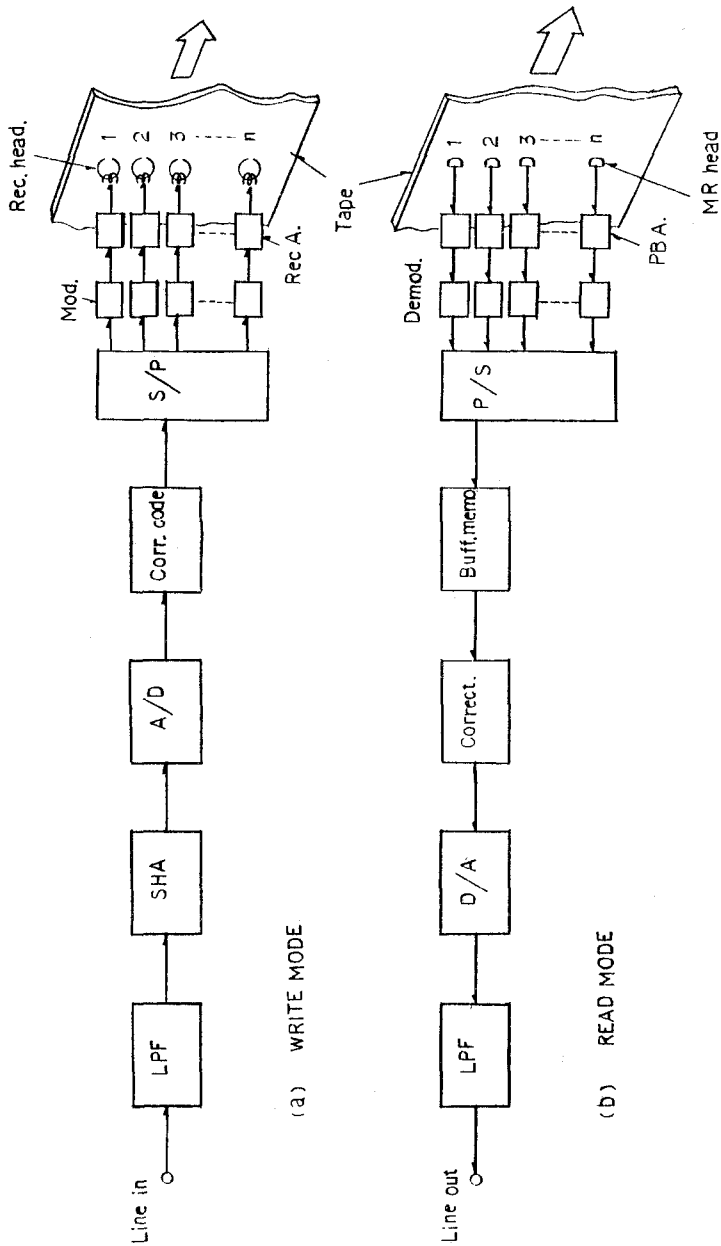 Line in
LPF
SHA
A/D
Corr. code
S/P
Mod.
Rec A.
Rec. head.
1
2
3
n
Tape
(a) WRITE MODE
Line out
LPF
D/A
Correct.
Buff. memo
P/S
Demod.
PB A.
MR head
1
2
3
n
(b) READ MODE